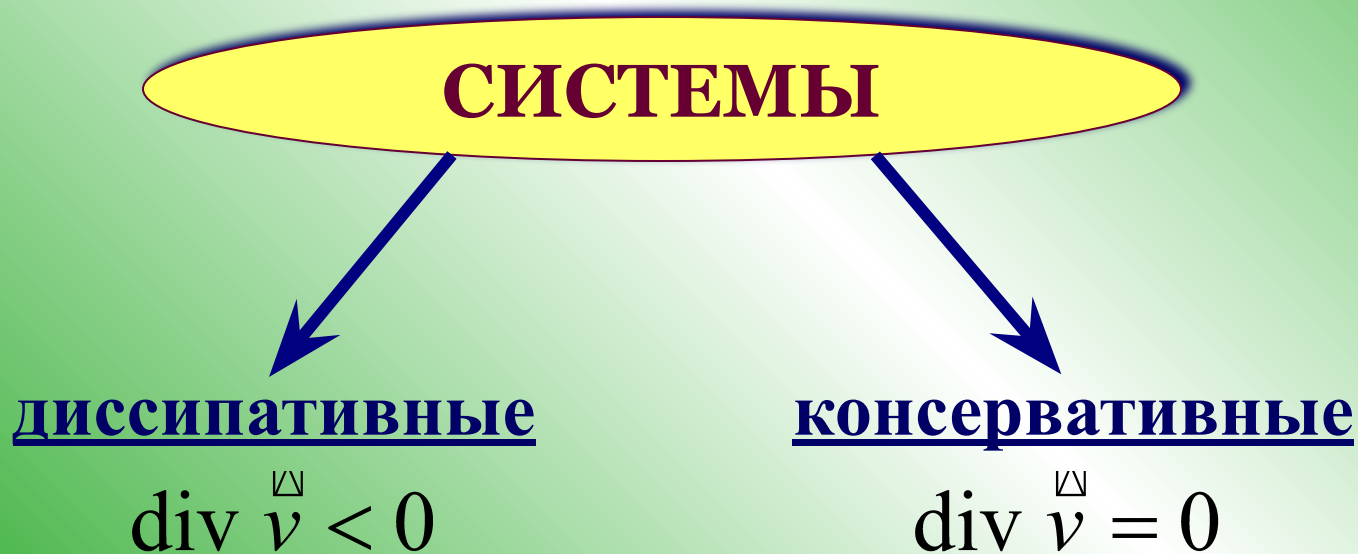 СИСТЕМЫ
диссипативные
консервативные
div v < 0
div v = 0